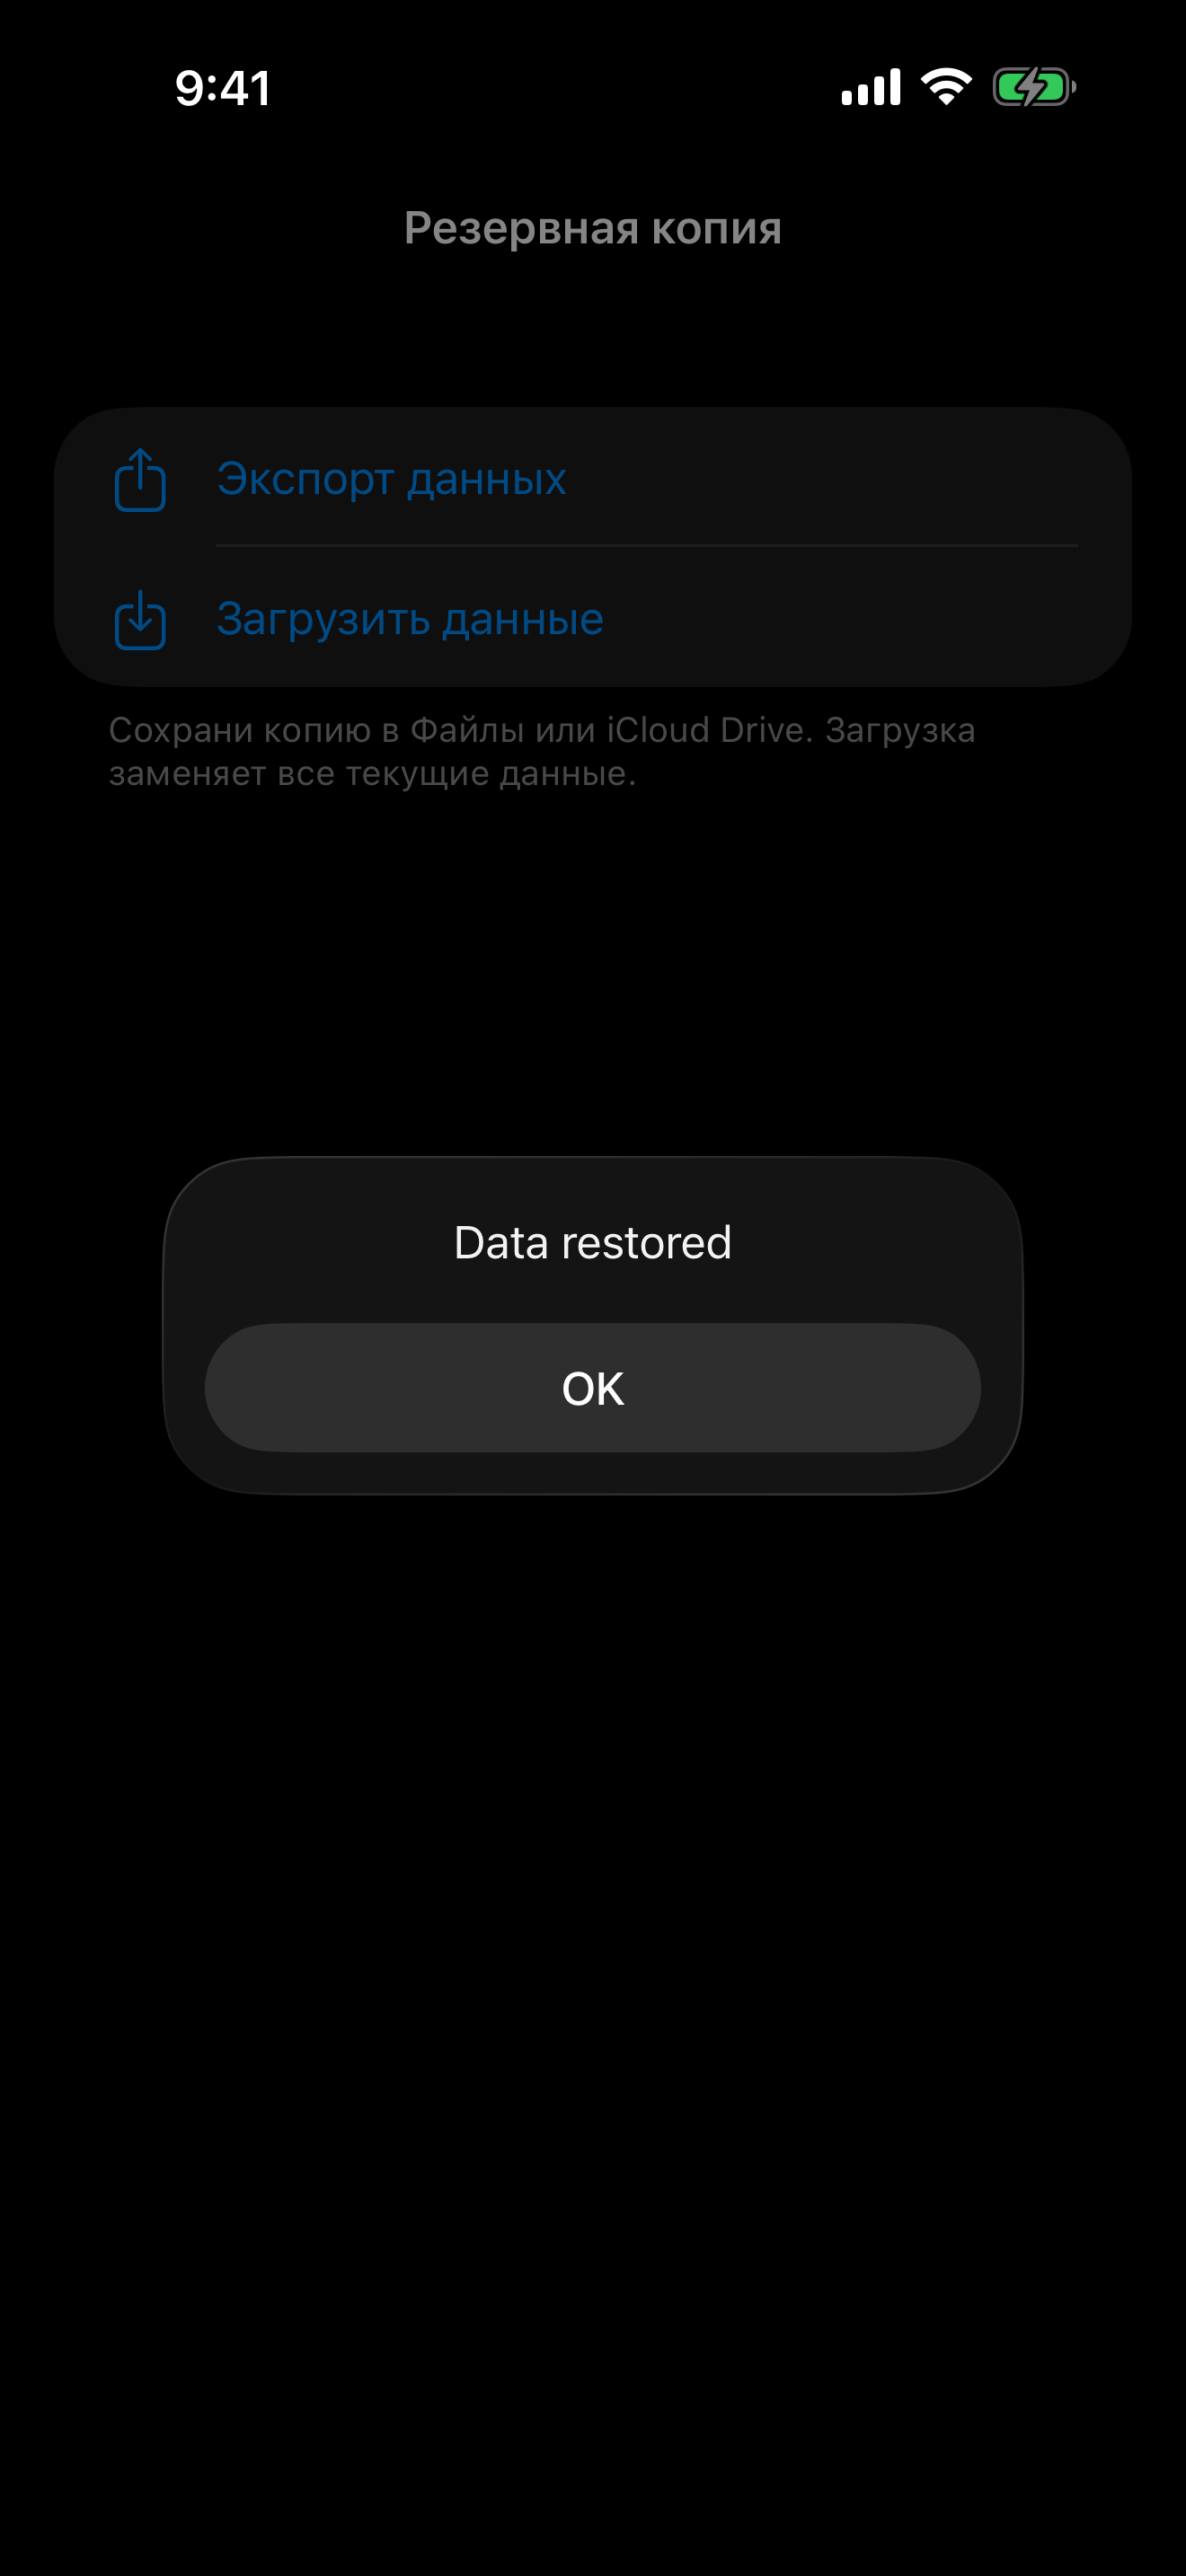 9:41
Резервная копия
Экспорт данных
Загрузить данные
Сохрани копию в Файлы или iCloud Drive. Загрузка
заменяет все текущие данные.
Data restored
OK